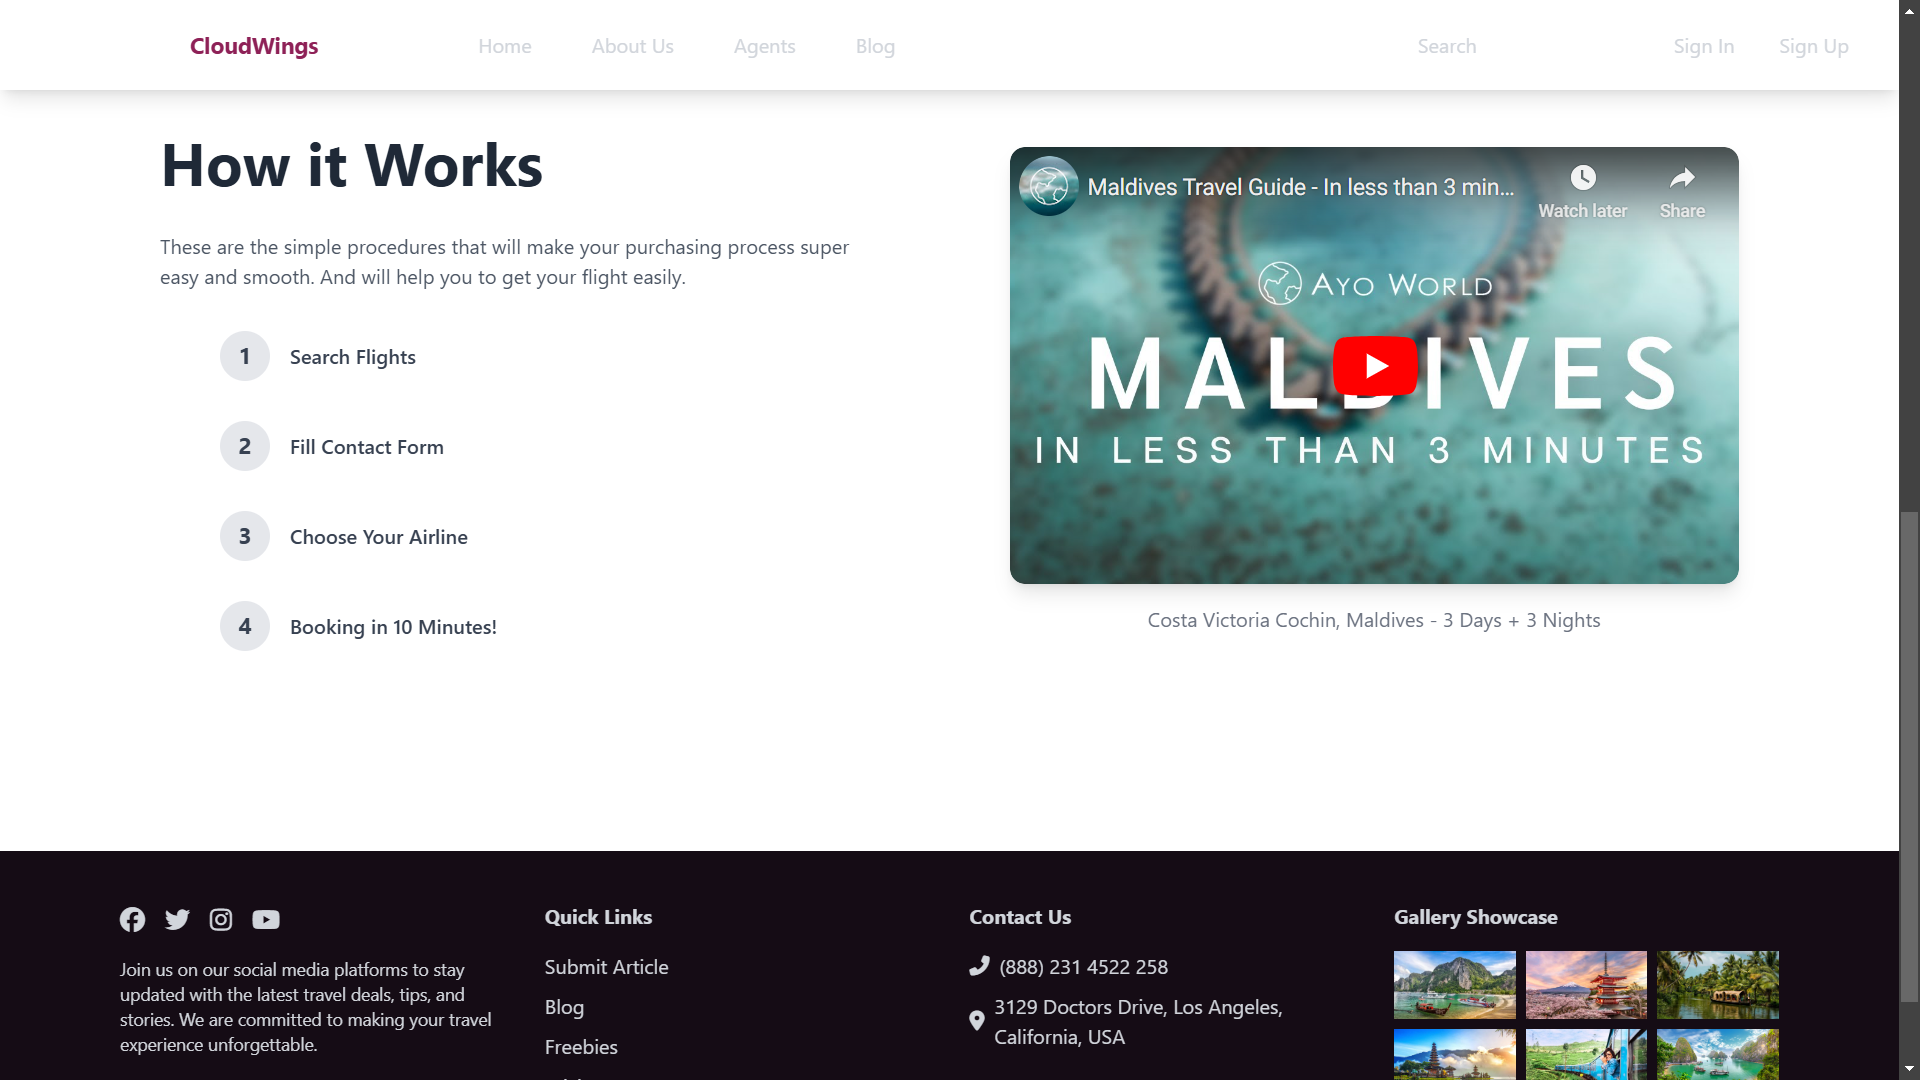 CloudWings
Home
About Us
Agents
Blog
Search
Sign In
Sign Up
How it Works
These are the simple procedures that will make your purchasing process super
easy and smooth. And will help you to get your flight easily.
1
Search Flights
2
Fill Contact Form
3
Choose Your Airline
4
Booking in 10 Minutes!
Maldives Travel Guide - In less than 3 min...
Watch later
Share
AYO WORLD
MALDIVES
IN LESS THAN 3 MINUTES
Costa Victoria Cochin, Maldives - 3 Days + 3 Nights
Join us on our social media platforms to stay
updated with the latest travel deals, tips, and
stories. We are committed to making your travel
experience unforgettable.
Quick Links
Submit Article
Blog
Freebies
Contact Us
(888) 231 4522 258
3129 Doctors Drive, Los Angeles,
California, USA
Gallery Showcase